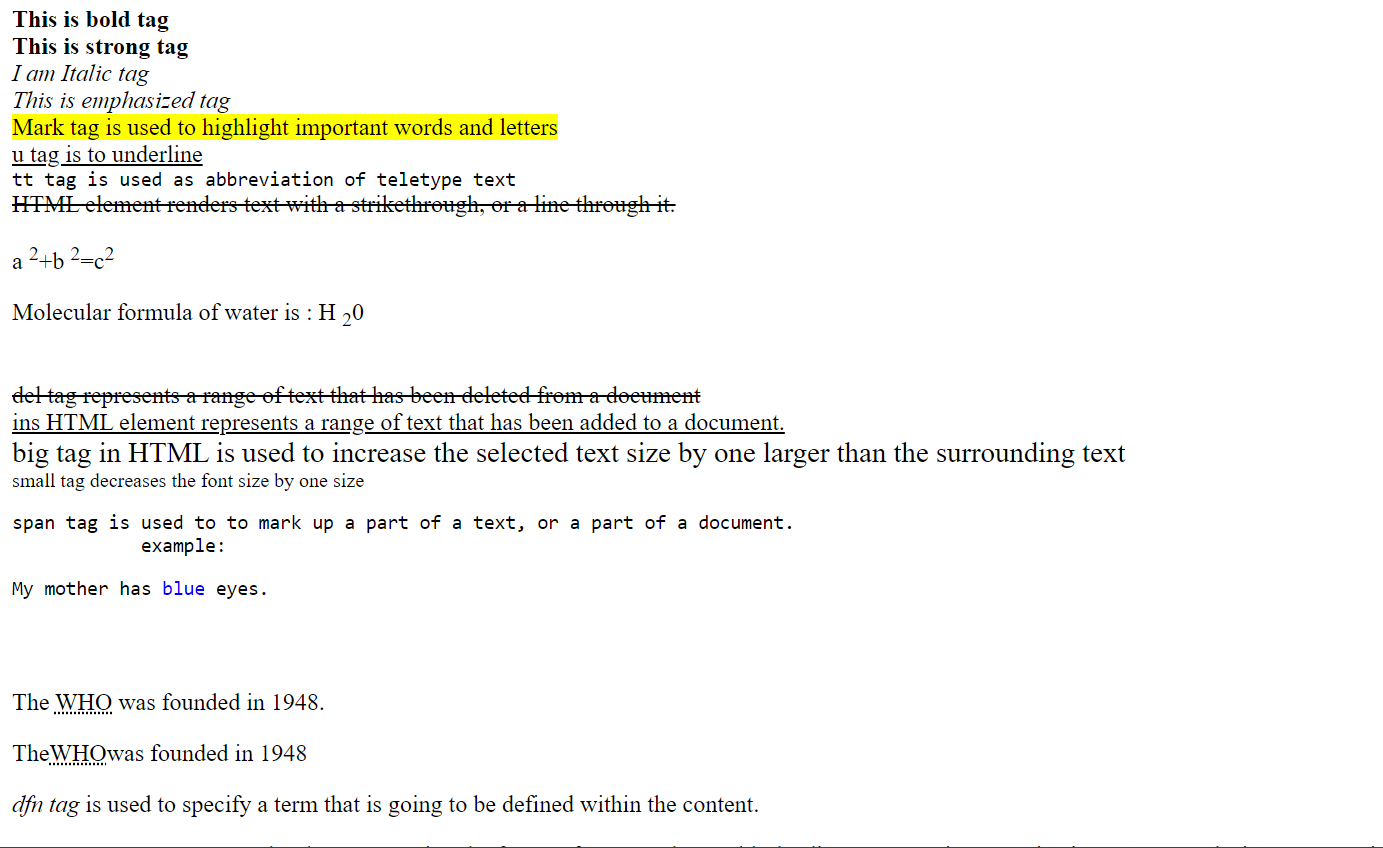 This is bold tag
This is strong tag
I am Italic tag
This is emphasized tag
Mark tag is used to highlight important words and letters
u tag is to underline
tt tag is used as abbreviation of teletype text
HTML element renders text with a strikethrough, or a line through it.
a 2+b 2=c2
Molecular formula of water is : H 20
del tag represents a range of text that has been deleted from a document
ins HTML element represents a range of text that has been added to a document.
big tag in HTML is used to increase the selected text size by one larger than the surrounding text
small tag decreases the font size by one size
span tag is used to to mark up a part of a text, or a part of a document.
example:
My mother has blue eyes.
The WHO was founded in 1948.
TheWHOwas founded in 1948
dfn tag is used to specify a term that is going to be defined within the content.